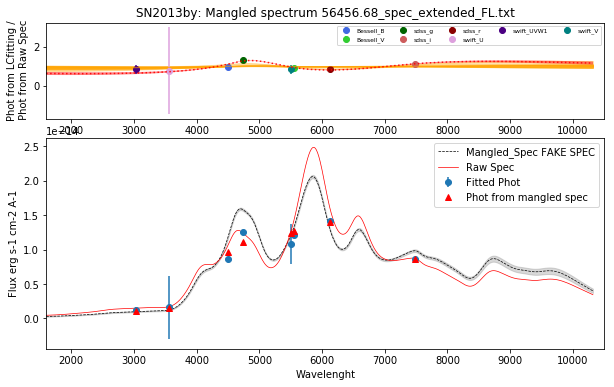 SN2013by: Mangled spectrum 56456.68_spec_extended_FL.txt
Phot from LCfitting /
Phot from Raw Spec
2
0
Bessell_B
Bessell_V
sdss_g
sdss_i
sdss_r
swift_U
swift_UVW1
swift_V
2000 3000 4000 5000 6000 7000 8000 9000 10000
1e-14
Flux erg s-1 cm-2 A-1
2.5
2.0
1.5
1.0
0.5
0.0
Mangled_Spec FAKE SPEC
Raw Spec
Fitted Phot
Phot from mangled spec
2000 3000 4000 5000 6000 7000 8000 9000 10000
Wavelenght